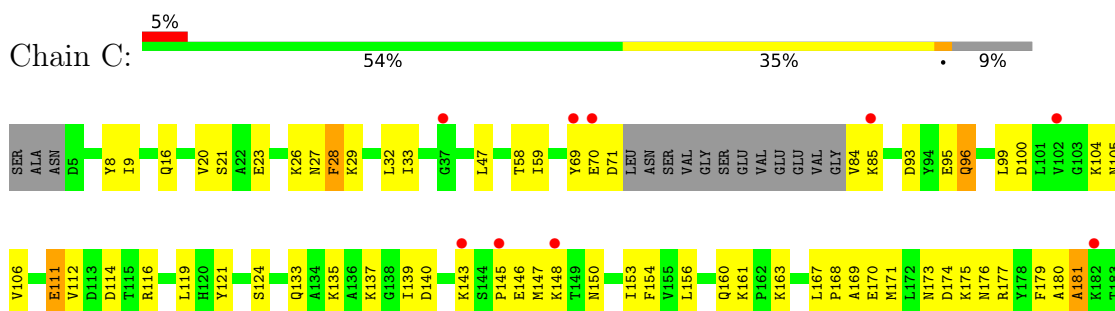 5%
Chain C:
54% 35% • 9%
SER ALA ASN D5 Y8 I9 Q16 V20 S21 A22 E23 K26 N27 F28 K29 L32 I33 G37 L47 T58 I59 Y69 E70 D71 LEU ASN SER VAL GLY SER GLU VAL GLU GLU VAL GLY V84 K85 D93 Y94 E95 Q96 L99 D100 L101 V102 G103 K104 N105
V106 E111 V112 D113 D114 T115 R116 L119 H120 Y121 S124 Q133 A134 K135 A136 K137 G138 I139 D140 K143 S144 P145 E146 M147 K148 T149 N150 I153 F154 V155 L156 Q160 K161 P162 K163 L167 P168 A169 E170 M171 L172 N173 D174 K175 N176 R177 Y178 F179 A180 A181 K182 T183